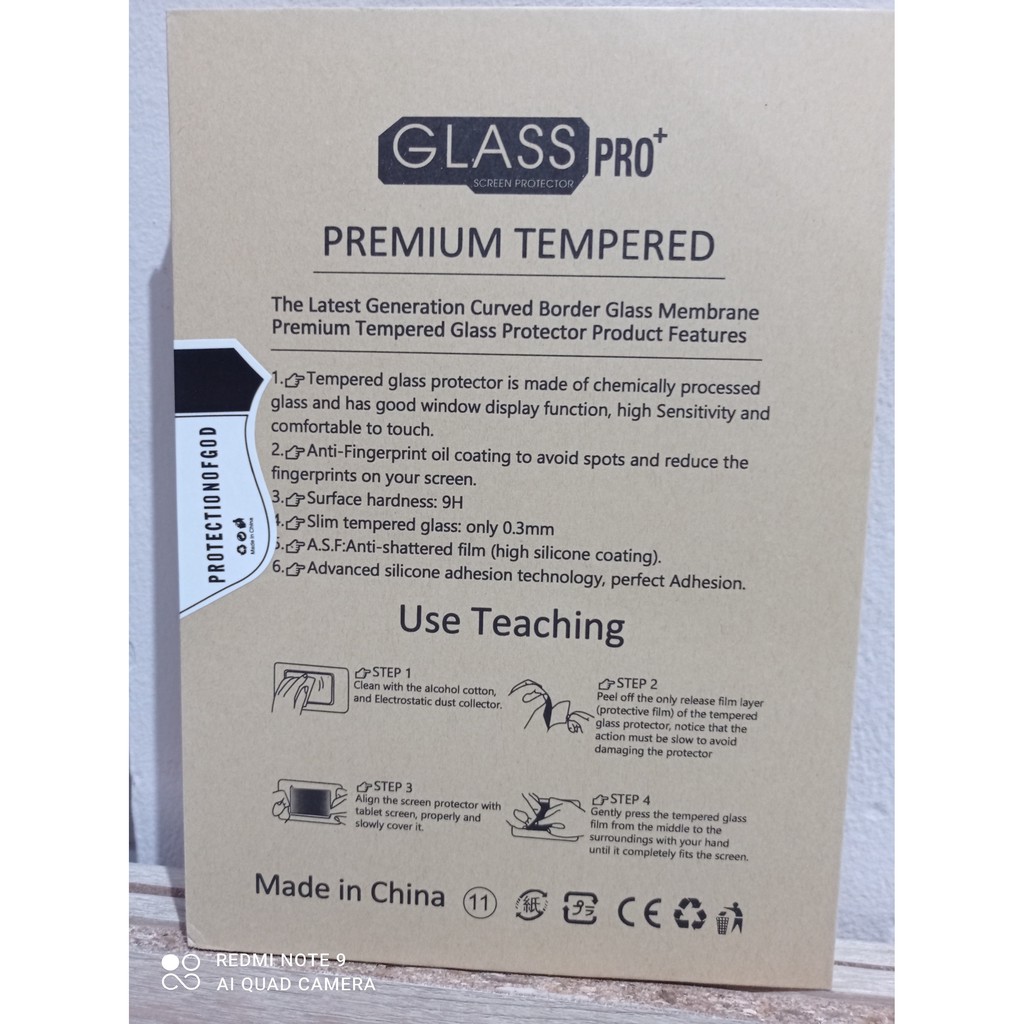 GLASS PRO+
SCREEN PROTECTOR
PREMIUM TEMPERED
The Latest Generation Curved Border Glass Membrane
Premium Tempered Glass Protector Product Features
1.Tempered glass protector is made of chemically processed
glass and has good window display function, high Sensitivity and
comfortable to touch.
2.Anti-Fingerprint oil coating to avoid spots and reduce the
fingerprints on your screen.
3.Surface hardness: 9H
4.Slim tempered glass: only 0.3mm
5.A.S.F:Anti-shattered film (high silicone coating).
6.Advanced silicone adhesion technology, perfect Adhesion.
PROTECTIONOFGOD
Made in China
Use Teaching
STEP 1
Clean with the alcohol cotton,
and Electrostatic dust collector.
STEP 2
Peel off the only release film layer
(protective film) of the tempered
glass protector, notice that the
action must be slow to avoid
damaging the protector
STEP 3
Align the screen protector with
tablet screen, properly and
slowly cover it.
STEP 4
Gently press the tempered glass
film from the middle to the
surroundings with your hand
until it completely fits the screen.
Made in China 11 紙 プラ CE
REDMI NOTE 9
AI QUAD CAMERA